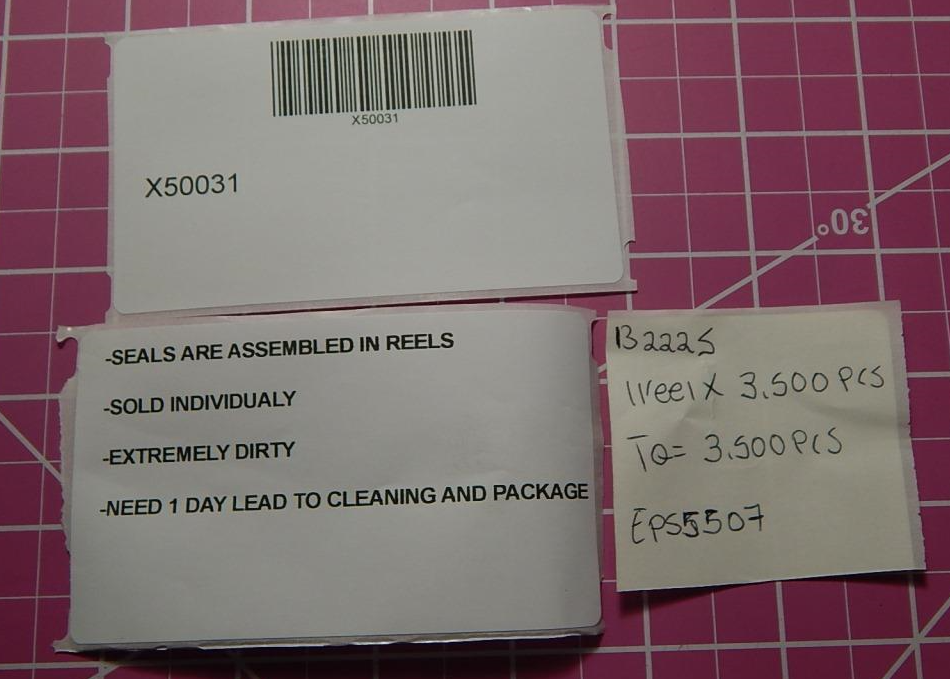 X50031
X50031
30°
-SEALS ARE ASSEMBLED IN REELS
-SOLD INDIVIDUALY
-EXTREMELY DIRTY
-NEED 1 DAY LEAD TO CLEANING AND PACKAGE
B222S
1reel X 3.500 PCS
TQ= 3.500 PCS
EPS5507